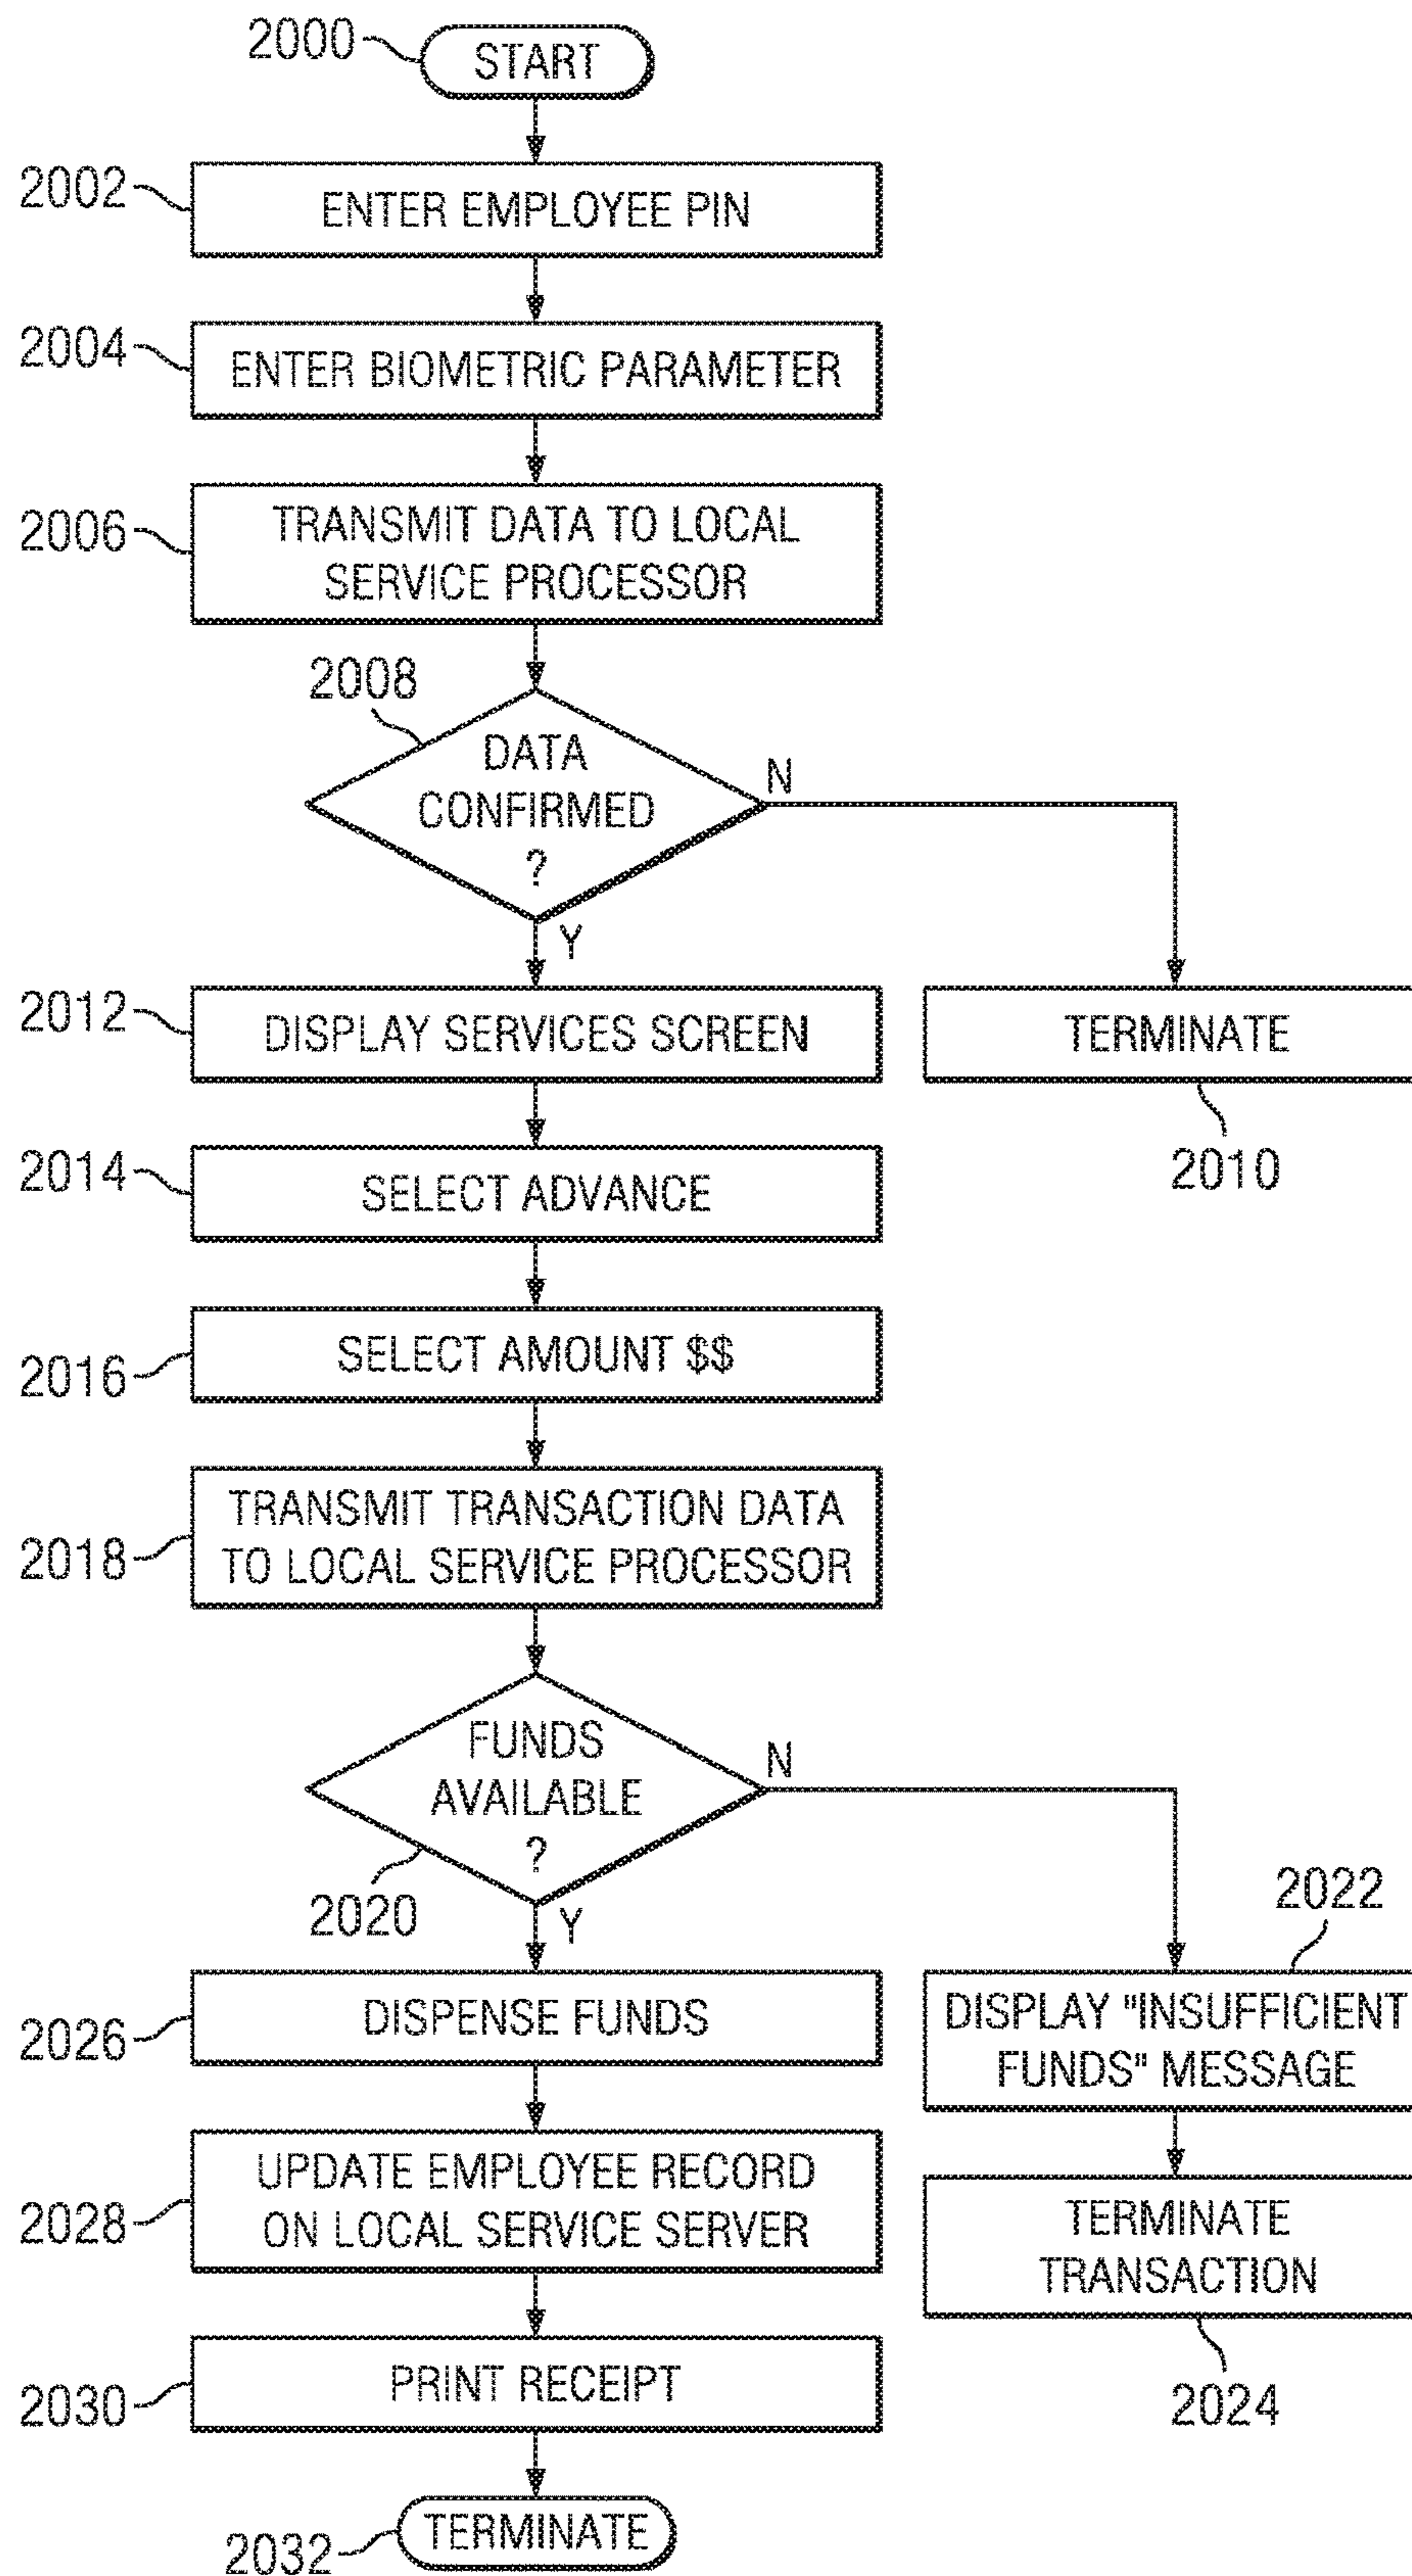 2000
START
2002
ENTER EMPLOYEE PIN
2004
ENTER BIOMETRIC PARAMETER
2006
TRANSMIT DATA TO LOCAL
SERVICE PROCESSOR
2008
DATA
CONFIRMED
?
N
Y
2012
DISPLAY SERVICES SCREEN
TERMINATE
2010
2014
SELECT ADVANCE
2016
SELECT AMOUNT $$
2018
TRANSMIT TRANSACTION DATA
TO LOCAL SERVICE PROCESSOR
FUNDS
AVAILABLE
?
N
2020
Y
2022
2026
DISPENSE FUNDS
DISPLAY "INSUFFICIENT
FUNDS" MESSAGE
2028
UPDATE EMPLOYEE RECORD
ON LOCAL SERVICE SERVER
TERMINATE
TRANSACTION
2024
2030
PRINT RECEIPT
2032
TERMINATE